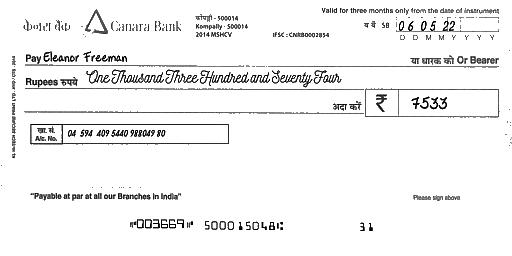 Valid for three months only from the date of instrument
केनरा बैंक Canara Bank
कोंपल्ली - 500014
Kompally - 500014
2014 MSHCV
IFSC : CNRB0002854
SB 06 05 22
D D M M Y Y Y Y
Pay Eleanor Freeman या धारक को Or Bearer
Rupees रुपये One Thousand Three Hundred and Seventy Four
अदा करें ₹ 7533
खा. सं.
A/c. No. 04 594 409 5440 988049 80
"Payable at par at all our Branches in India"
Please sign above
⑈003669⑈ 500015048⑆ 31